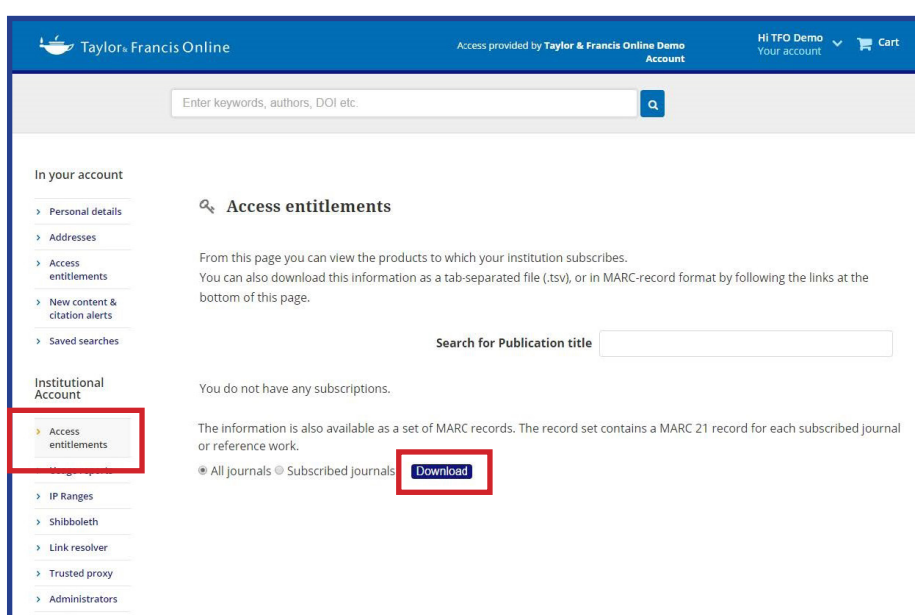 Taylor & Francis Online
Access provided by Taylor & Francis Online Demo
Account
Hi TFO Demo
Your account
Cart
Enter keywords, authors, DOI etc.
In your account
Personal details
Addresses
Access
entitlements
New content &
citation alerts
Saved searches
Institutional
Account
Access
entitlements
IP Ranges
Shibboleth
Link resolver
Trusted proxy
Administrators
Access entitlements
From this page you can view the products to which your institution subscribes.
You can also download this information as a tab-separated file (.tsv), or in MARC-record format by following the links at the
bottom of this page.
Search for Publication title
You do not have any subscriptions.
The information is also available as a set of MARC records. The record set contains a MARC 21 record for each subscribed journal
or reference work.
All journals Subscribed journals Download